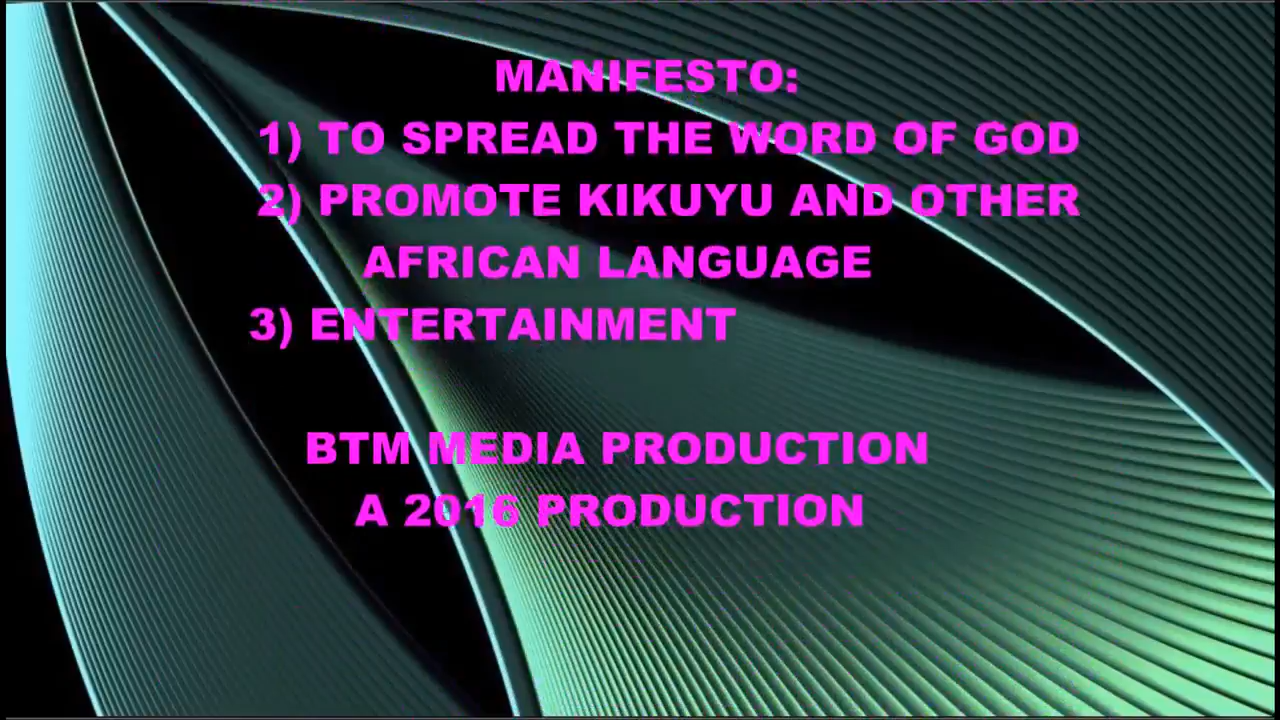 MANIFESTO:
1) TO SPREAD THE WORD OF GOD
2) PROMOTE KIKUYU AND OTHER
AFRICAN LANGUAGE
3) ENTERTAINMENT
BTM MEDIA PRODUCTION
A 2016 PRODUCTION